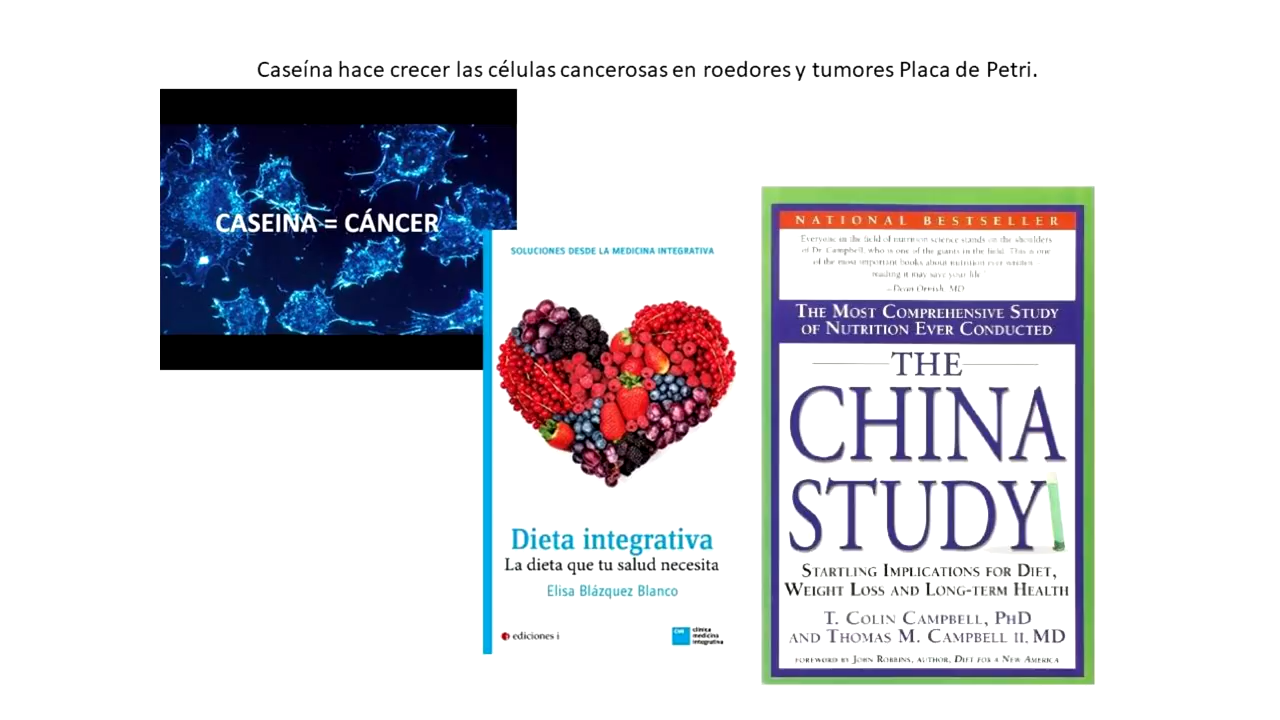 Caseína hace crecer las células cancerosas en roedores y tumores Placa de Petri.
CASEINA = CÁNCER
SOLUCIONES DESDE LA MEDICINA INTEGRATIVA
Dieta integrativa
La dieta que tu salud necesita
Elisa Blázquez Blanco
ediciones i
CMI
clínica
medicina
integrativa
NATIONAL BESTSELLER
Everyone in the field of nutrition science stands on the shoulders
of Dr. Campbell, who is one of the giants in the field. This is one
of the most important books about nutrition ever written
reading it may save your life
—Dean Ornish, MD
THE MOST COMPREHENSIVE STUDY
OF NUTRITION EVER CONDUCTED
THE
CHINA
STUDY
STARTLING IMPLICATIONS FOR DIET,
WEIGHT LOSS AND LONG-TERM HEALTH
T. COLIN CAMPBELL, PHD
AND THOMAS M. CAMPBELL II, MD
FOREWORD BY JOHN ROBBINS, AUTHOR, DIET FOR A NEW AMERICA